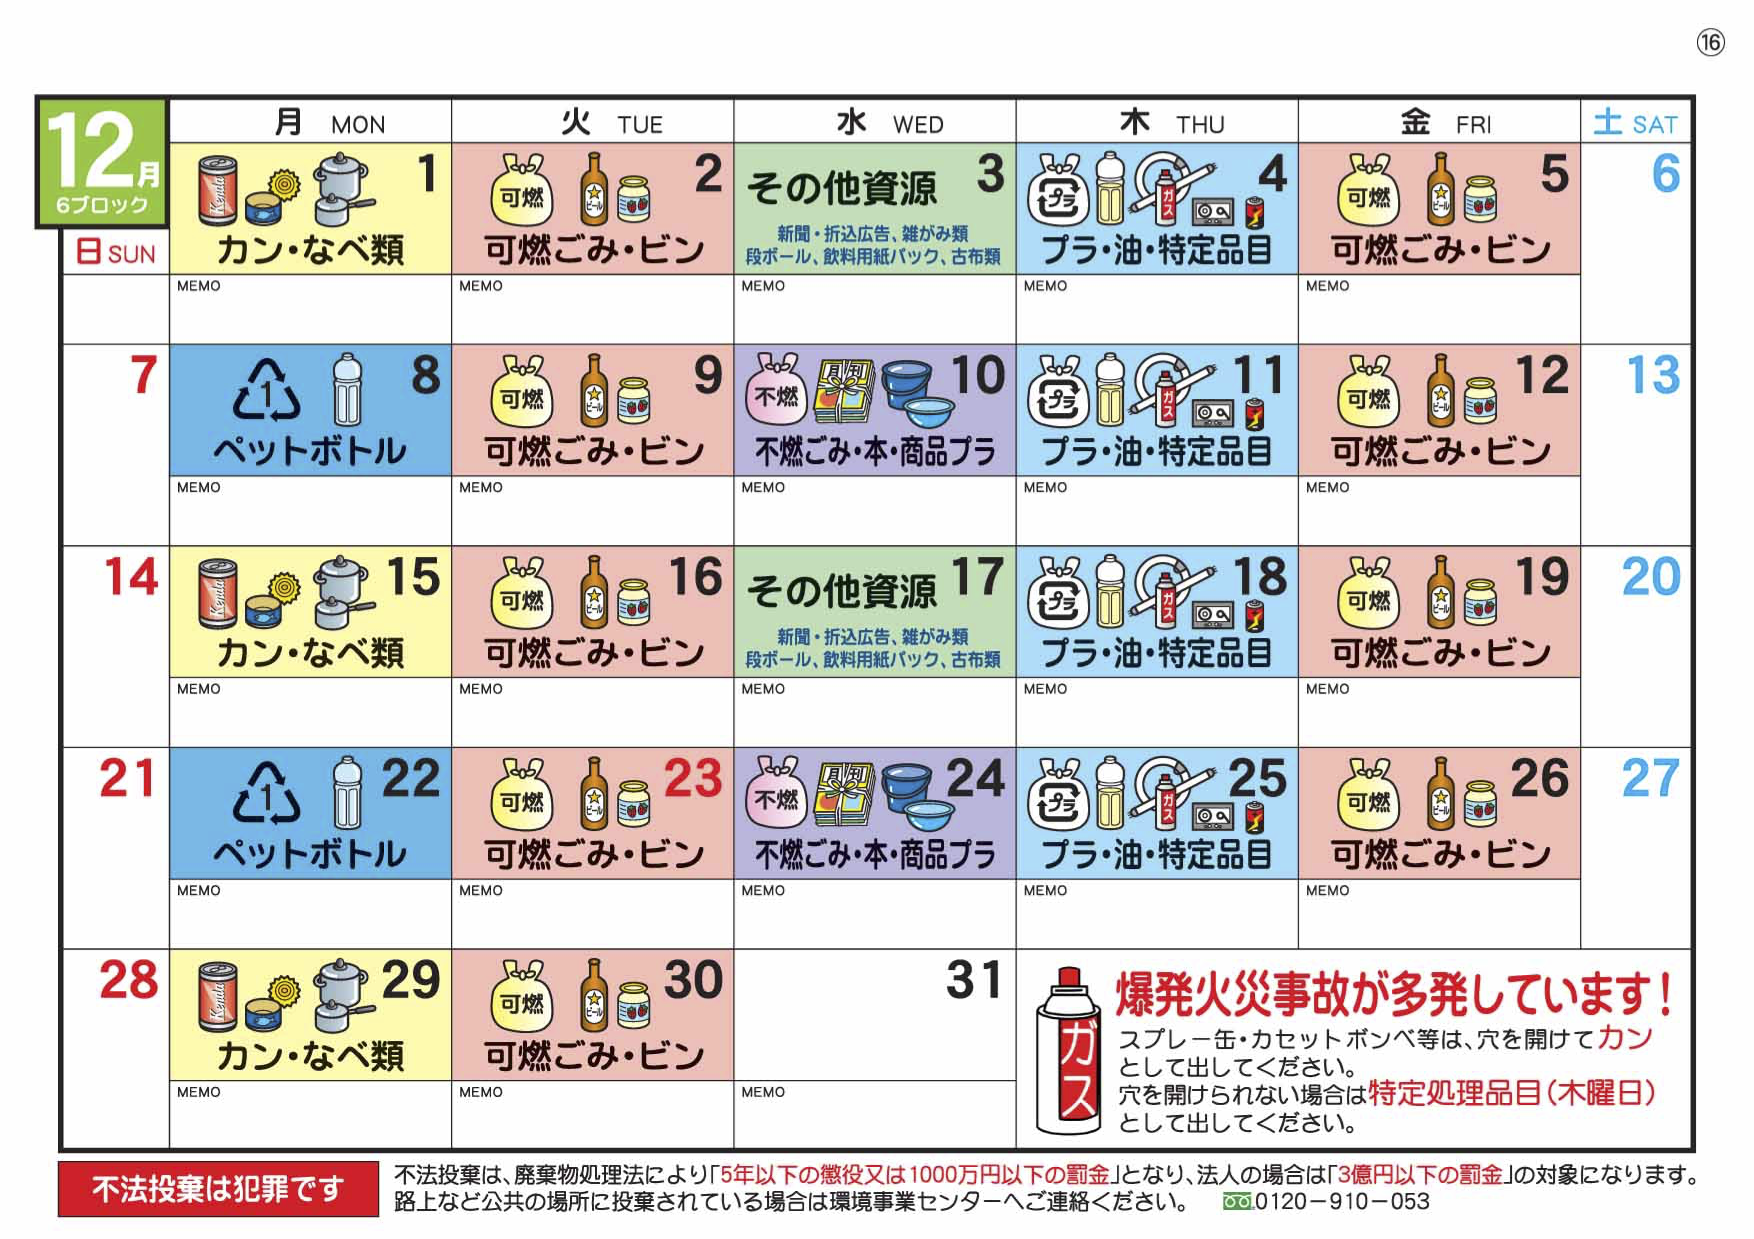 ⑯
12月
6ブロック
月 MON 火 TUE 水 WED 木 THU 金 FRI 土 SAT
日 SUN
1
カン・なべ類
MEMO
可燃 ビール 2
可燃ごみ・ビン
MEMO
その他資源 3
新聞・折込広告、雑がみ類
段ボール、飲料用紙パック、古布類
MEMO
プラ ガス 4
プラ・油・特定品目
MEMO
可燃 ビール 5
可燃ごみ・ビン
MEMO
6
7
1 8
ペットボトル
MEMO
可燃 ビール 9
可燃ごみ・ビン
MEMO
不燃 月刊 10
不燃ごみ・本・商品プラ
MEMO
プラ ガス 11
プラ・油・特定品目
MEMO
可燃 ビール 12
可燃ごみ・ビン
MEMO
13
14
15
カン・なべ類
MEMO
可燃 ビール 16
可燃ごみ・ビン
MEMO
その他資源 17
新聞・折込広告、雑がみ類
段ボール、飲料用紙パック、古布類
MEMO
プラ ガス 18
プラ・油・特定品目
MEMO
可燃 ビール 19
可燃ごみ・ビン
MEMO
20
21
1 22
ペットボトル
MEMO
可燃 ビール 23
可燃ごみ・ビン
MEMO
不燃 月刊 24
不燃ごみ・本・商品プラ
MEMO
プラ ガス 25
プラ・油・特定品目
MEMO
可燃 ビール 26
可燃ごみ・ビン
MEMO
27
28
29
カン・なべ類
MEMO
可燃 ビール 30
可燃ごみ・ビン
MEMO
31
MEMO
ガス
爆発火災事故が多発しています！
スプレー缶・カセットボンベ等は、穴を開けてカン
として出してください。
穴を開けられない場合は特定処理品目（木曜日）
として出してください。
不法投棄は犯罪です
不法投棄は、廃棄物処理法により「5年以下の懲役又は1000万円以下の罰金」となり、法人の場合は「3億円以下の罰金」の対象になります。
路上など公共の場所に投棄されている場合は環境事業センターへご連絡ください。 0120－910－053